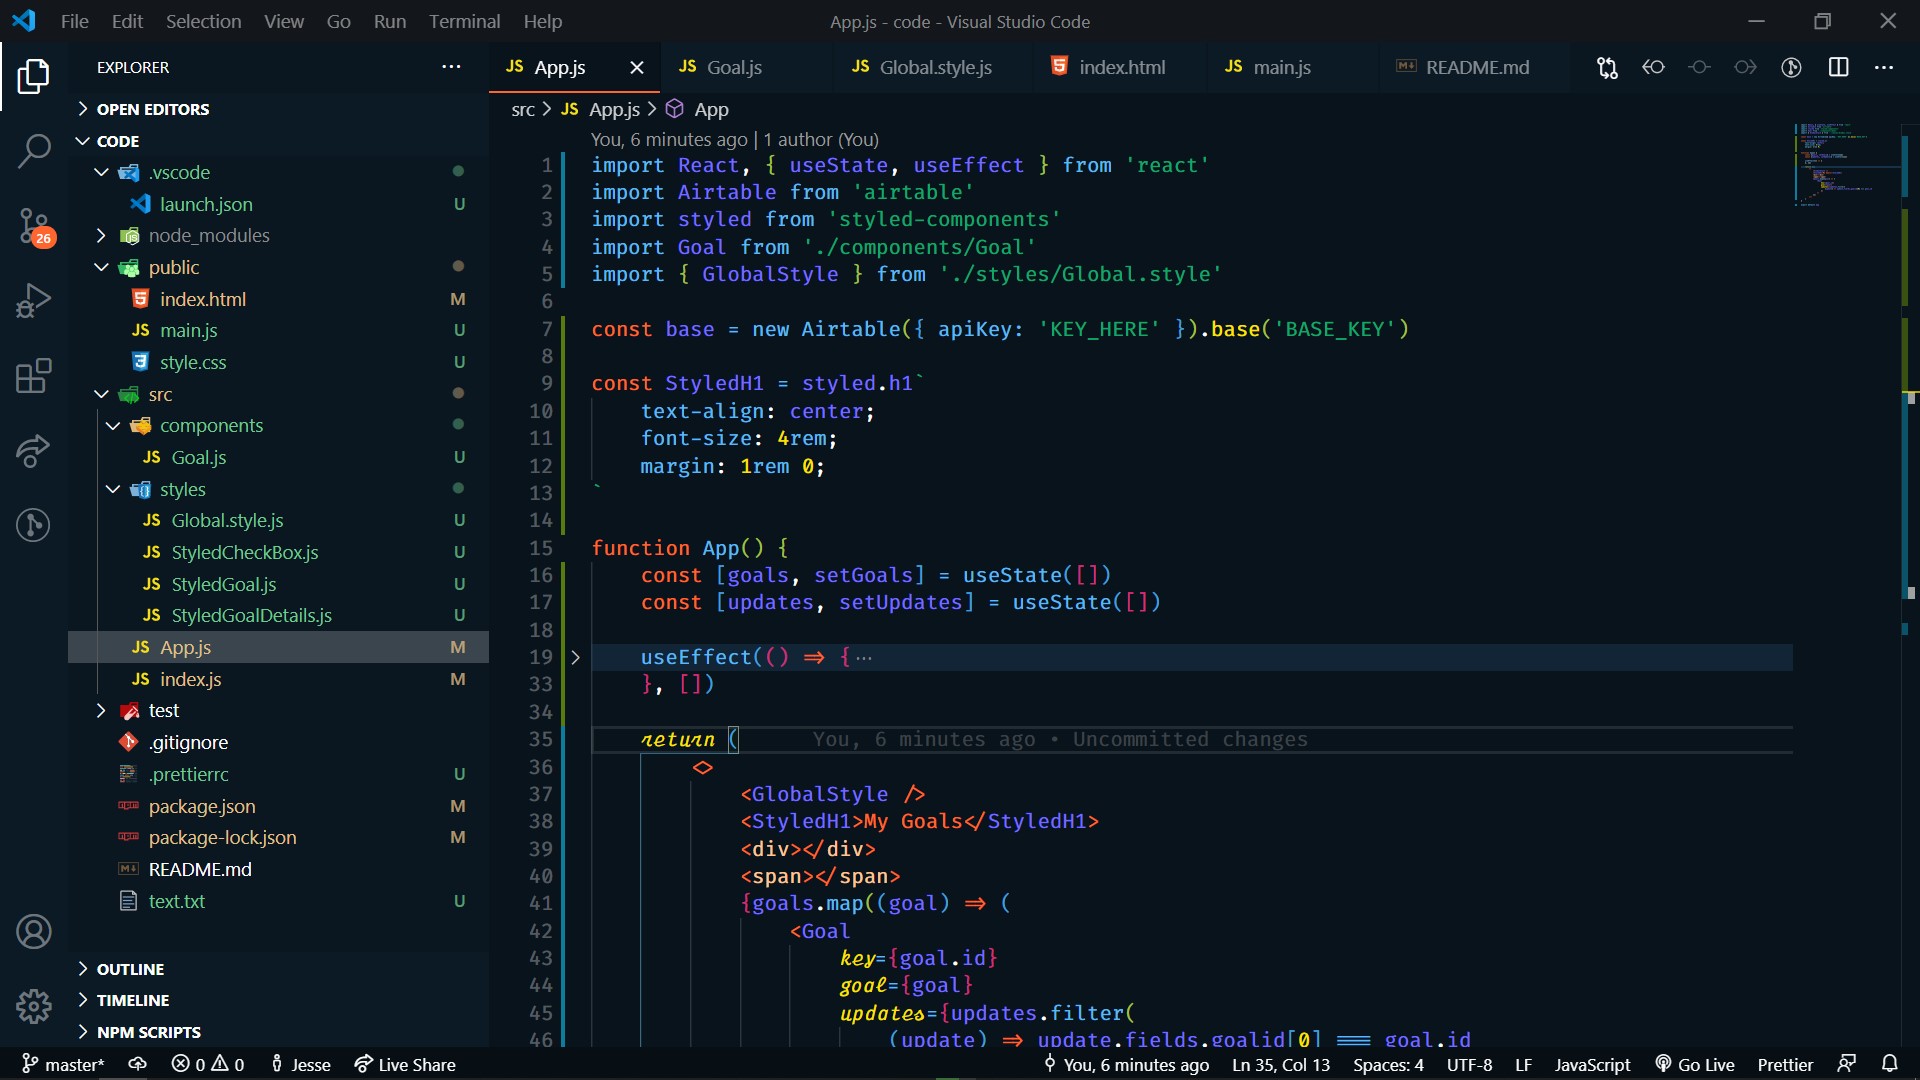 File Edit Selection View Go Run Terminal Help
App.js - code - Visual Studio Code
EXPLORER
OPEN EDITORS
CODE
.vscode
launch.json U
node_modules
public
index.html M
JS main.js U
style.css U
src
components
JS Goal.js U
styles
JS Global.style.js U
JS StyledCheckBox.js U
JS StyledGoal.js U
JS StyledGoalDetails.js U
JS App.js M
JS index.js M
test
.gitignore
.prettierrc U
package.json M
package-lock.json M
README.md
text.txt U
OUTLINE
TIMELINE
NPM SCRIPTS
26
JS App.js JS Goal.js JS Global.style.js index.html JS main.js README.md
src > JS App.js > App
You, 6 minutes ago | 1 author (You)
1 import React, { useState, useEffect } from 'react'
2 import Airtable from 'airtable'
3 import styled from 'styled-components'
4 import Goal from './components/Goal'
5 import { GlobalStyle } from './styles/Global.style'
6
7 const base = new Airtable({ apiKey: 'KEY_HERE' }).base('BASE_KEY')
8
9 const StyledH1 = styled.h1`
10 text-align: center;
11 font-size: 4rem;
12 margin: 1rem 0;
13 `
14
15 function App() {
16 const [goals, setGoals] = useState([])
17 const [updates, setUpdates] = useState([])
18
19 useEffect(() => { ...
33 }, [])
34
35 return ( You, 6 minutes ago • Uncommitted changes
36 <>
37 <GlobalStyle />
38 <StyledH1>My Goals</StyledH1>
39 <div></div>
40 <span></span>
41 {goals.map((goal) => (
42 <Goal
43 key={goal.id}
44 goal={goal}
45 updates={updates.filter(
46 (update) => update.fields.goalid[0] === goal.id
master* 0 0 Jesse Live Share You, 6 minutes ago Ln 35, Col 13 Spaces: 4 UTF-8 LF JavaScript Go Live Prettier